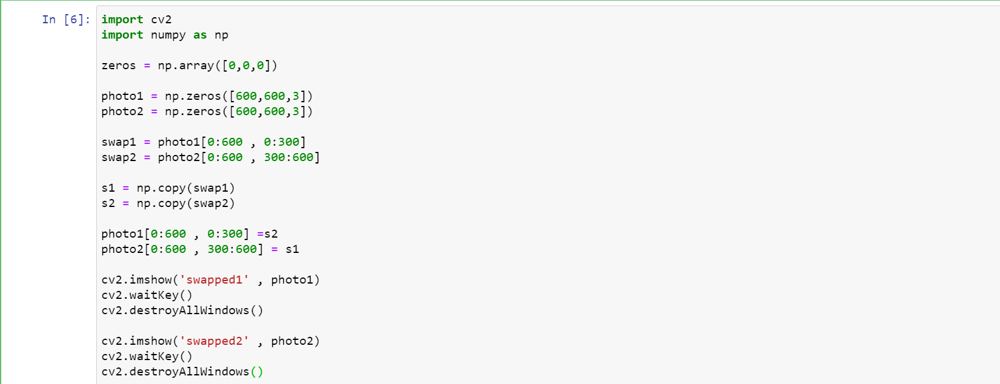 In [6]: import cv2
import numpy as np
zeros = np.array([0,0,0])
photo1 = np.zeros([600,600,3])
photo2 = np.zeros([600,600,3])
swap1 = photo1[0:600 , 0:300]
swap2 = photo2[0:600 , 300:600]
s1 = np.copy(swap1)
s2 = np.copy(swap2)
photo1[0:600 , 0:300] =s2
photo2[0:600 , 300:600] = s1
cv2.imshow('swapped1' , photo1)
cv2.waitKey()
cv2.destroyAllWindows()
cv2.imshow('swapped2' , photo2)
cv2.waitKey()
cv2.destroyAllWindows()